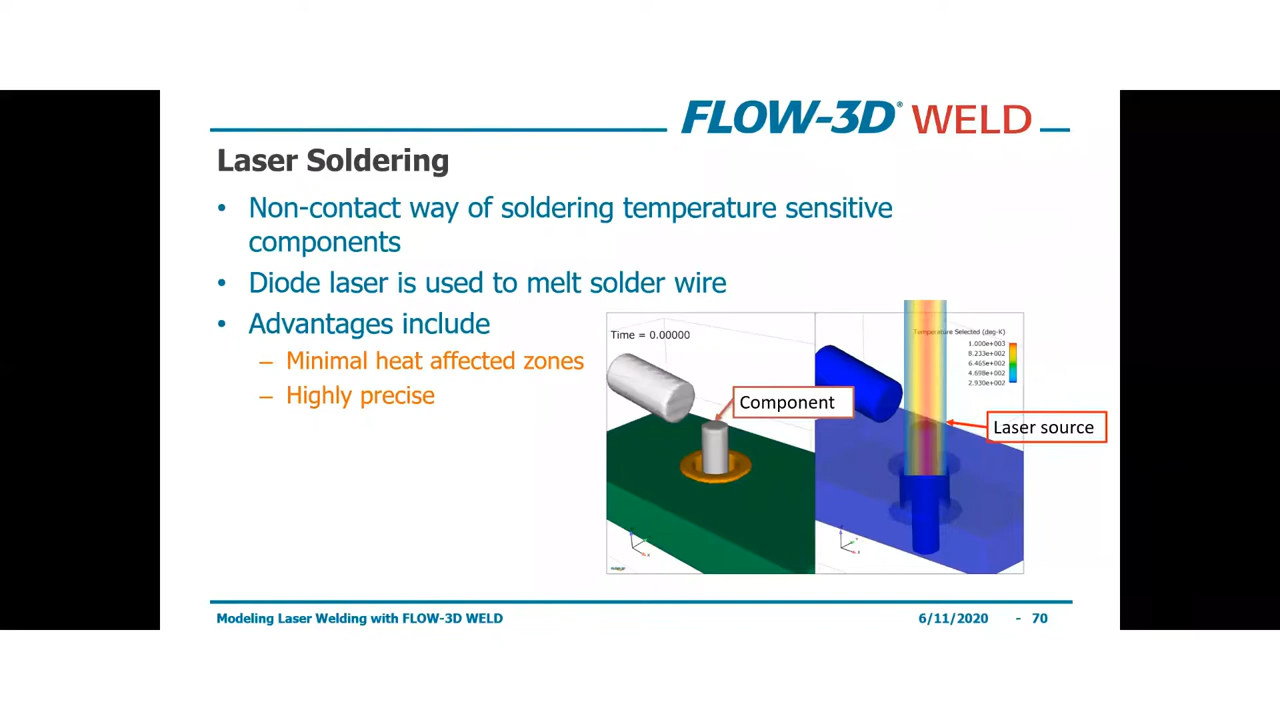 FLOW-3D® WELD
Laser Soldering
• Non-contact way of soldering temperature sensitive
components
• Diode laser is used to melt solder wire
• Advantages include
– Minimal heat affected zones
– Highly precise
Time = 0.00000
Component
Temperature Selected (deg-K)
1.000e+003
8.233e+002
6.465e+002
4.698e+002
2.930e+002
Laser source
Modeling Laser Welding with FLOW-3D WELD
6/11/2020 - 70